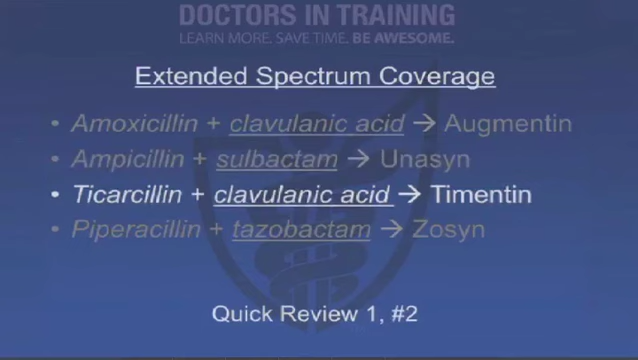 DOCTORS IN TRAINING
LEARN MORE. SAVE TIME. BE AWESOME.
Extended Spectrum Coverage
• Amoxicillin + clavulanic acid → Augmentin
• Ampicillin + sulbactam → Unasyn
• Ticarcillin + clavulanic acid → Timentin
• Piperacillin + tazobactam → Zosyn
Quick Review 1, #2